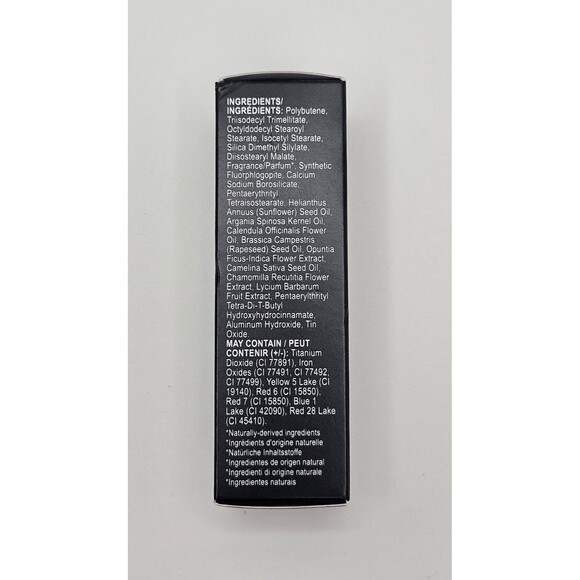 INGREDIENTS/
INGRÉDIENTS: Polybutene,
Triisodecyl Trimellitate,
Octyldodecyl Stearoyl
Stearate, Isocetyl Stearate,
Silica Dimethyl Silylate,
Diisostearyl Malate,
Fragrance/Parfum*, Synthetic
Fluorphlogopite, Calcium
Sodium Borosilicate,
Pentaerythrityl
Tetraisostearate, Helianthus
Annuus (Sunflower) Seed Oil,
Argania Spinosa Kernel Oil,
Calendula Officinalis Flower
Oil, Brassica Campestris
(Rapeseed) Seed Oil, Opuntia
Ficus-Indica Flower Extract,
Camelina Sativa Seed Oil,
Chamomilla Recutitia Flower
Extract, Lycium Barbarum
Fruit Extract, Pentaerylthrityl
Tetra-Di-T-Butyl
Hydroxyhydrocinnamate,
Aluminum Hydroxide, Tin
Oxide.
MAY CONTAIN / PEUT
CONTENIR (+/-): Titanium
Dioxide (CI 77891), Iron
Oxides (CI 77491, CI 77492,
CI 77499), Yellow 5 Lake (CI
19140), Red 6 (CI 15850),
Red 7 (CI 15850), Blue 1
Lake (CI 42090), Red 28 Lake
(CI 45410).
*Naturally-derived ingredients
*Ingrédients d'origine naturelle
*Natürliche Inhaltsstoffe
*Ingredientes de origen natural
*Ingredienti di origine naturale
*Ingredientes naturais